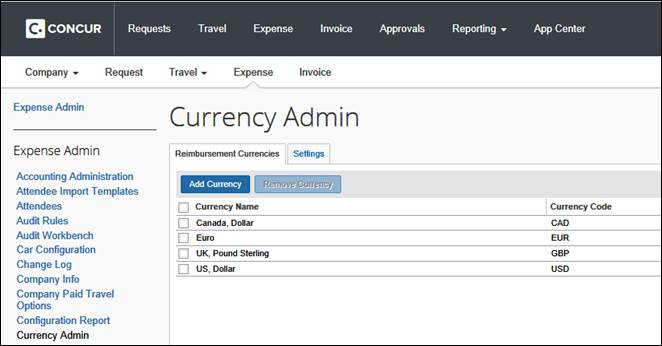 C. CONCUR Requests Travel Expense Invoice Approvals Reporting App Center
Company Request Travel Expense Invoice
Expense Admin
Currency Admin
Expense Admin
Reimbursement Currencies Settings
Accounting Administration
Attendee Import Templates
Attendees
Audit Rules
Audit Workbench
Car Configuration
Change Log
Company Info
Company Paid Travel
Options
Configuration Report
Currency Admin
Add Currency Remove Currency
Currency Name Currency Code
Canada, Dollar CAD
Euro EUR
UK, Pound Sterling GBP
US, Dollar USD